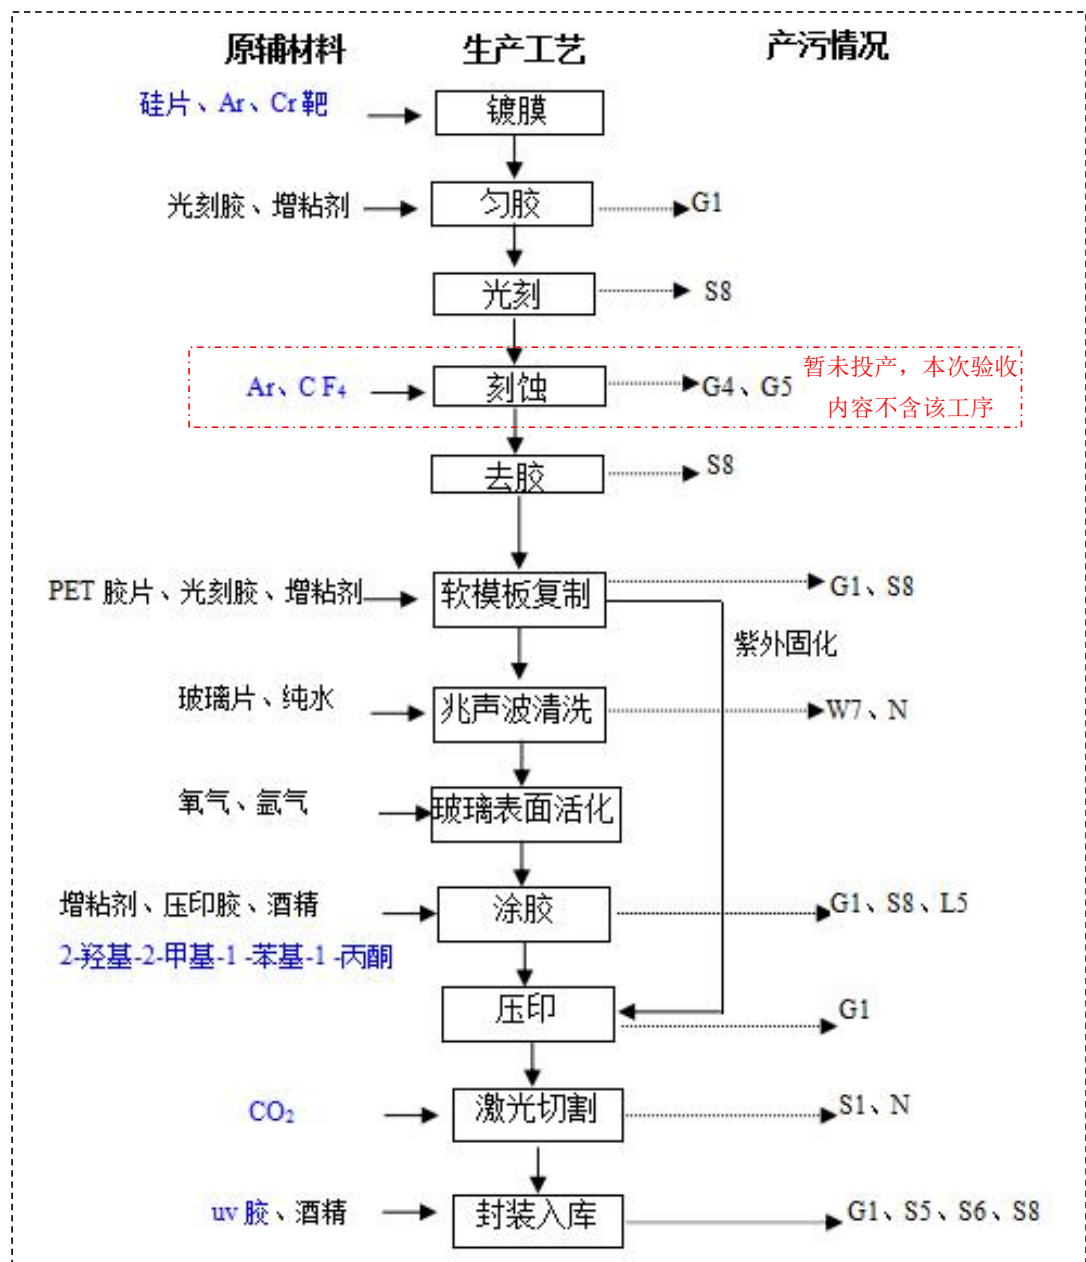 原辅材料 生产工艺 产污情况
硅片、Ar、Cr靶 镀膜
光刻胶、增粘剂 匀胶 G1
光刻 S8
Ar、CF₄ 刻蚀 G4、G5 暂未投产，本次验收
内容不含该工序
去胶 S8
PET 胶片、光刻胶、增粘剂 软模板复制 G1、S8
紫外固化
玻璃片、纯水 兆声波清洗 W7、N
氧气、氩气 玻璃表面活化
增粘剂、压印胶、酒精 涂胶 G1、S8、L5
2-羟基-2-甲基-1-苯基-1-丙酮
压印 G1
CO₂ 激光切割 S1、N
uv胶、酒精 封装入库 G1、S5、S6、S8